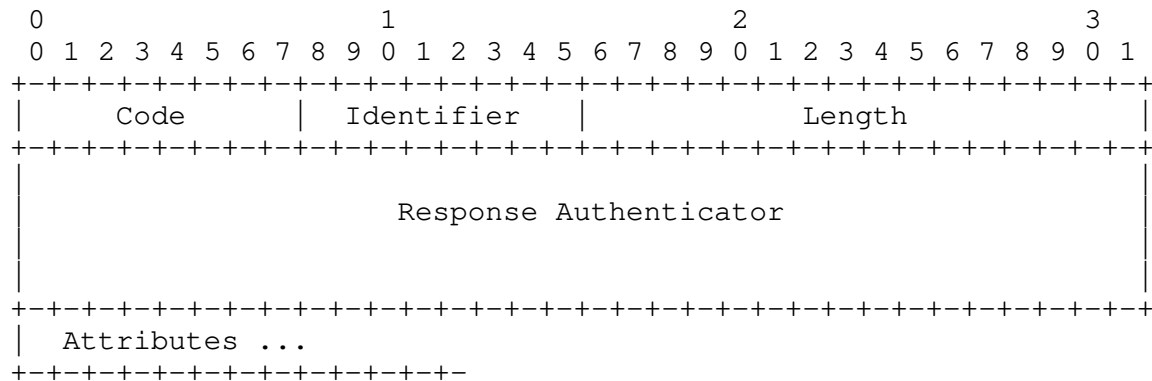 0                   1                   2                   3
 0 1 2 3 4 5 6 7 8 9 0 1 2 3 4 5 6 7 8 9 0 1 2 3 4 5 6 7 8 9 0 1
+-+-+-+-+-+-+-+-+-+-+-+-+-+-+-+-+-+-+-+-+-+-+-+-+-+-+-+-+-+-+-+-+
|     Code      |  Identifier   |            Length             |
+-+-+-+-+-+-+-+-+-+-+-+-+-+-+-+-+-+-+-+-+-+-+-+-+-+-+-+-+-+-+-+-+
|                                                               |
|                     Response Authenticator                    |
|                                                               |
|                                                               |
+-+-+-+-+-+-+-+-+-+-+-+-+-+-+-+-+-+-+-+-+-+-+-+-+-+-+-+-+-+-+-+-+
|  Attributes ...
+-+-+-+-+-+-+-+-+-+-+-+-+-